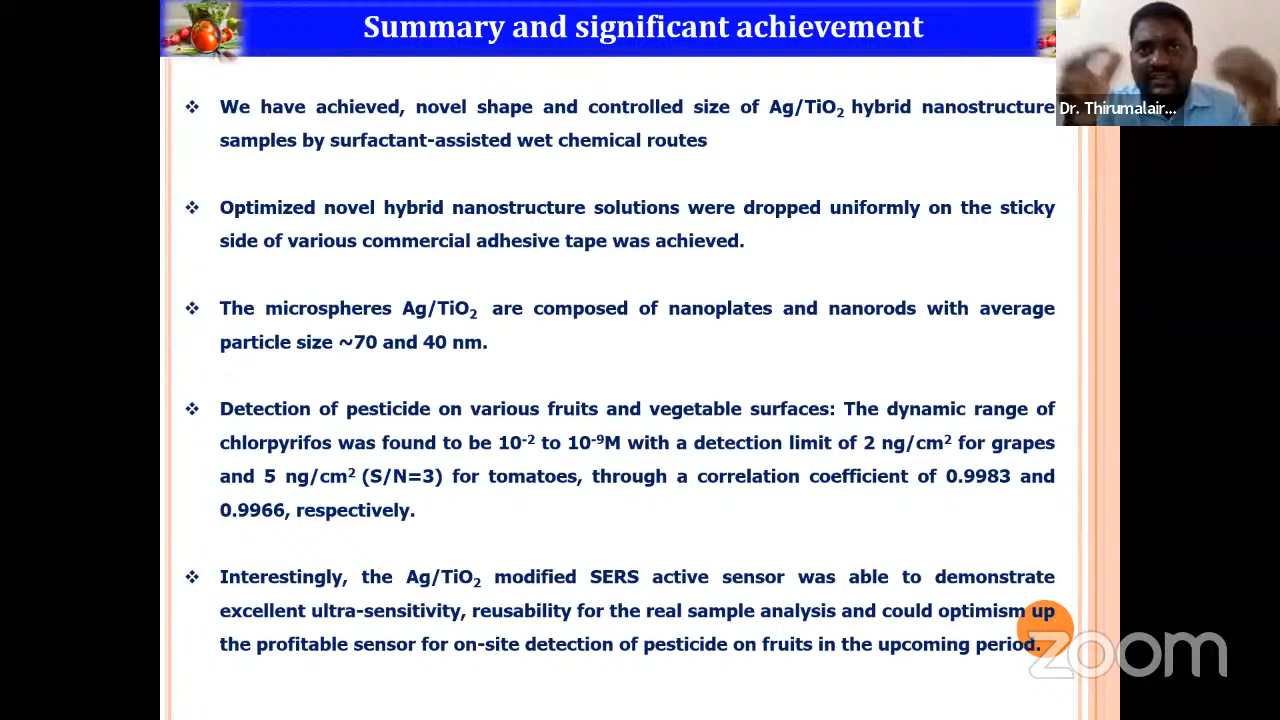 Summary and significant achievement
Dr. Thirumalair...
❖ We have achieved, novel shape and controlled size of Ag/TiO₂ hybrid nanostructure
samples by surfactant-assisted wet chemical routes
❖ Optimized novel hybrid nanostructure solutions were dropped uniformly on the sticky
side of various commercial adhesive tape was achieved.
❖ The microspheres Ag/TiO₂ are composed of nanoplates and nanorods with average
particle size ~70 and 40 nm.
❖ Detection of pesticide on various fruits and vegetable surfaces: The dynamic range of
chlorpyrifos was found to be 10⁻² to 10⁻⁹M with a detection limit of 2 ng/cm² for grapes
and 5 ng/cm² (S/N=3) for tomatoes, through a correlation coefficient of 0.9983 and
0.9966, respectively.
❖ Interestingly, the Ag/TiO₂ modified SERS active sensor was able to demonstrate
excellent ultra-sensitivity, reusability for the real sample analysis and could optimism up
the profitable sensor for on-site detection of pesticide on fruits in the upcoming period.
zoom